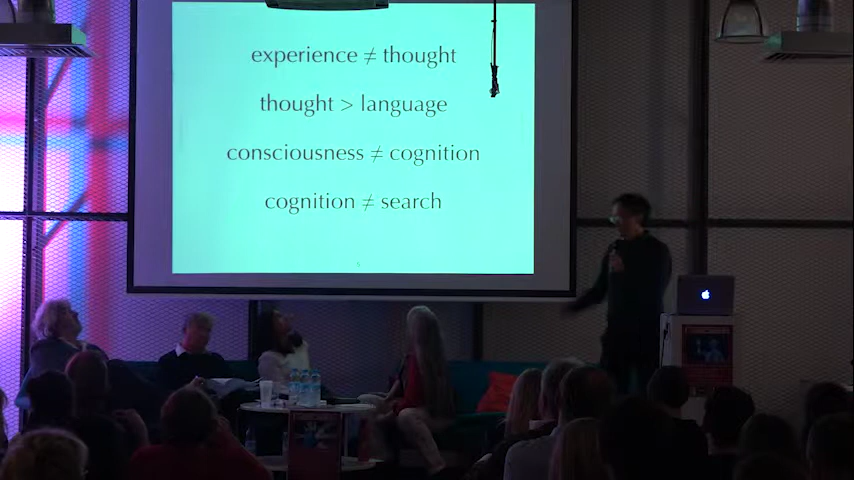 experience ≠ thought
thought > language
consciousness ≠ cognition
cognition ≠ search